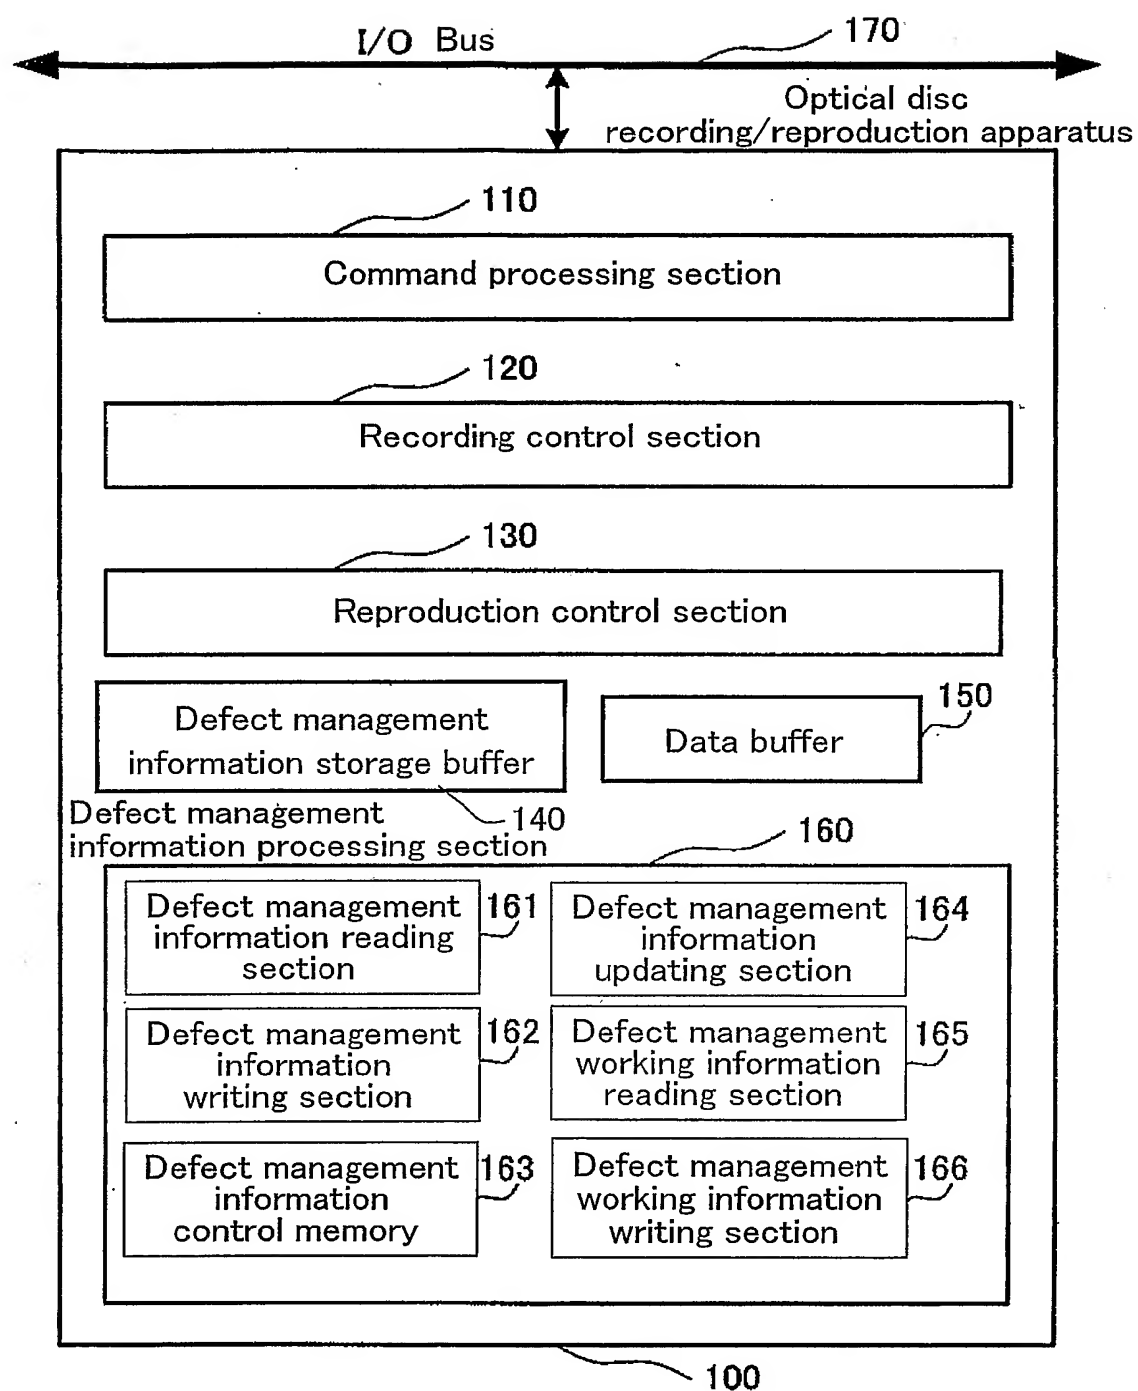 I/O Bus
170
Optical disc
recording/reproduction apparatus
110
Command processing section
120
Recording control section
130
Reproduction control section
Defect management
information storage buffer
140
Data buffer
150
Defect management
information processing section
160
Defect management
information reading
section
161
Defect management
information
updating section
164
Defect management
information
writing section
162
Defect management
working information
reading section
165
Defect management
information
control memory
163
Defect management
working information
writing section
166
100